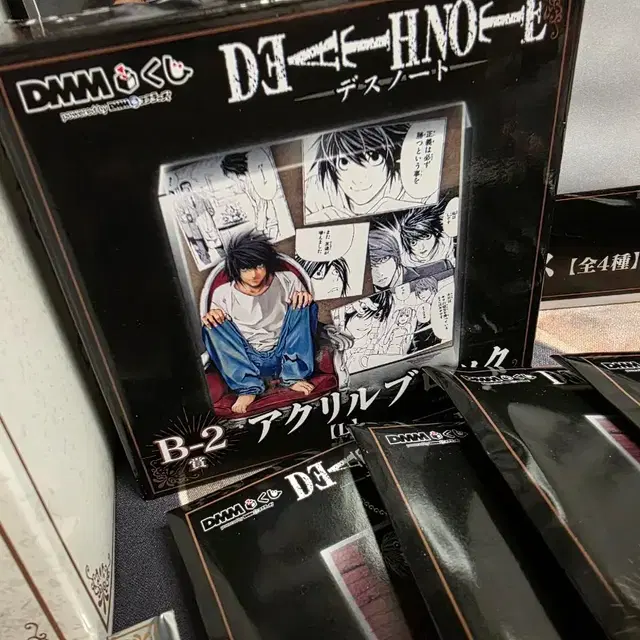 DMMくじ
powered by DMM
DEATH NOTE
デスノート
正義は必ず
勝つという事を
B-2
賞
アクリルブ
【全4種】
DMMくじ
DMMくじ
DMMくじ